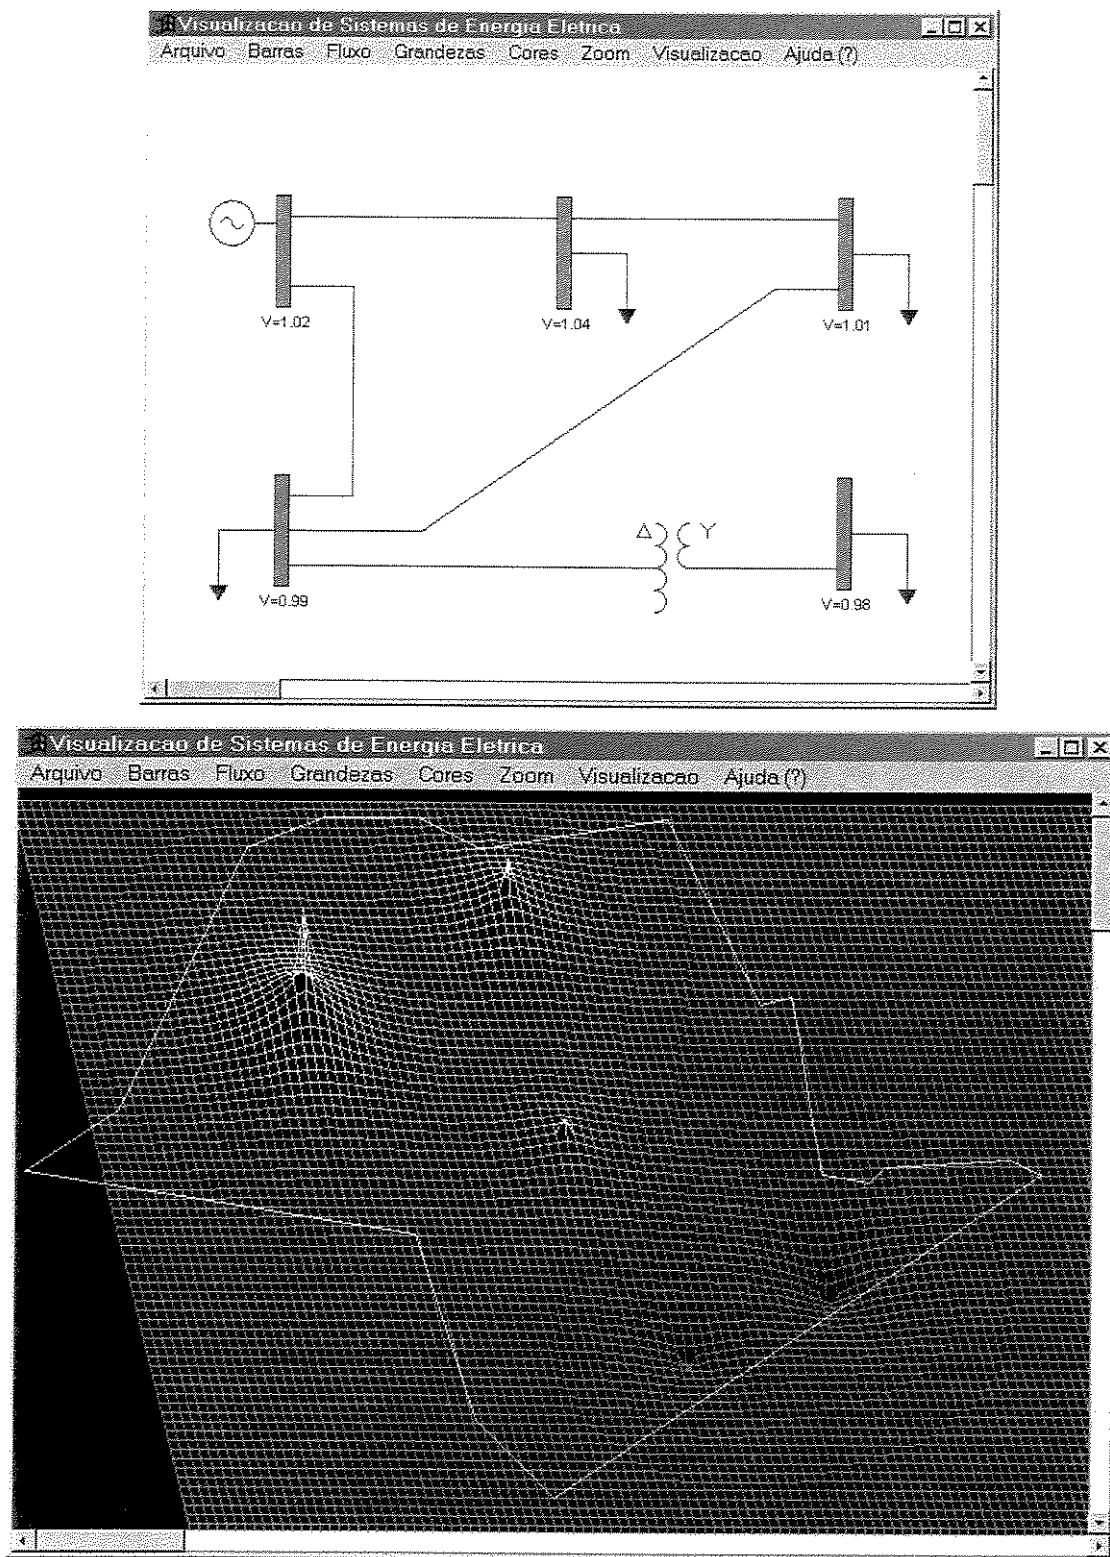 Visualizacao de Sistemas de Energia Eletrica
Arquivo Barras Fluxo Grandezas Cores Zoom Visualizacao Ajuda (?)
V=1.02
V=1.04
V=1.01
Δ Y
V=0.99
V=0.98
Visualizacao de Sistemas de Energia Eletrica
Arquivo Barras Fluxo Grandezas Cores Zoom Visualizacao Ajuda (?)